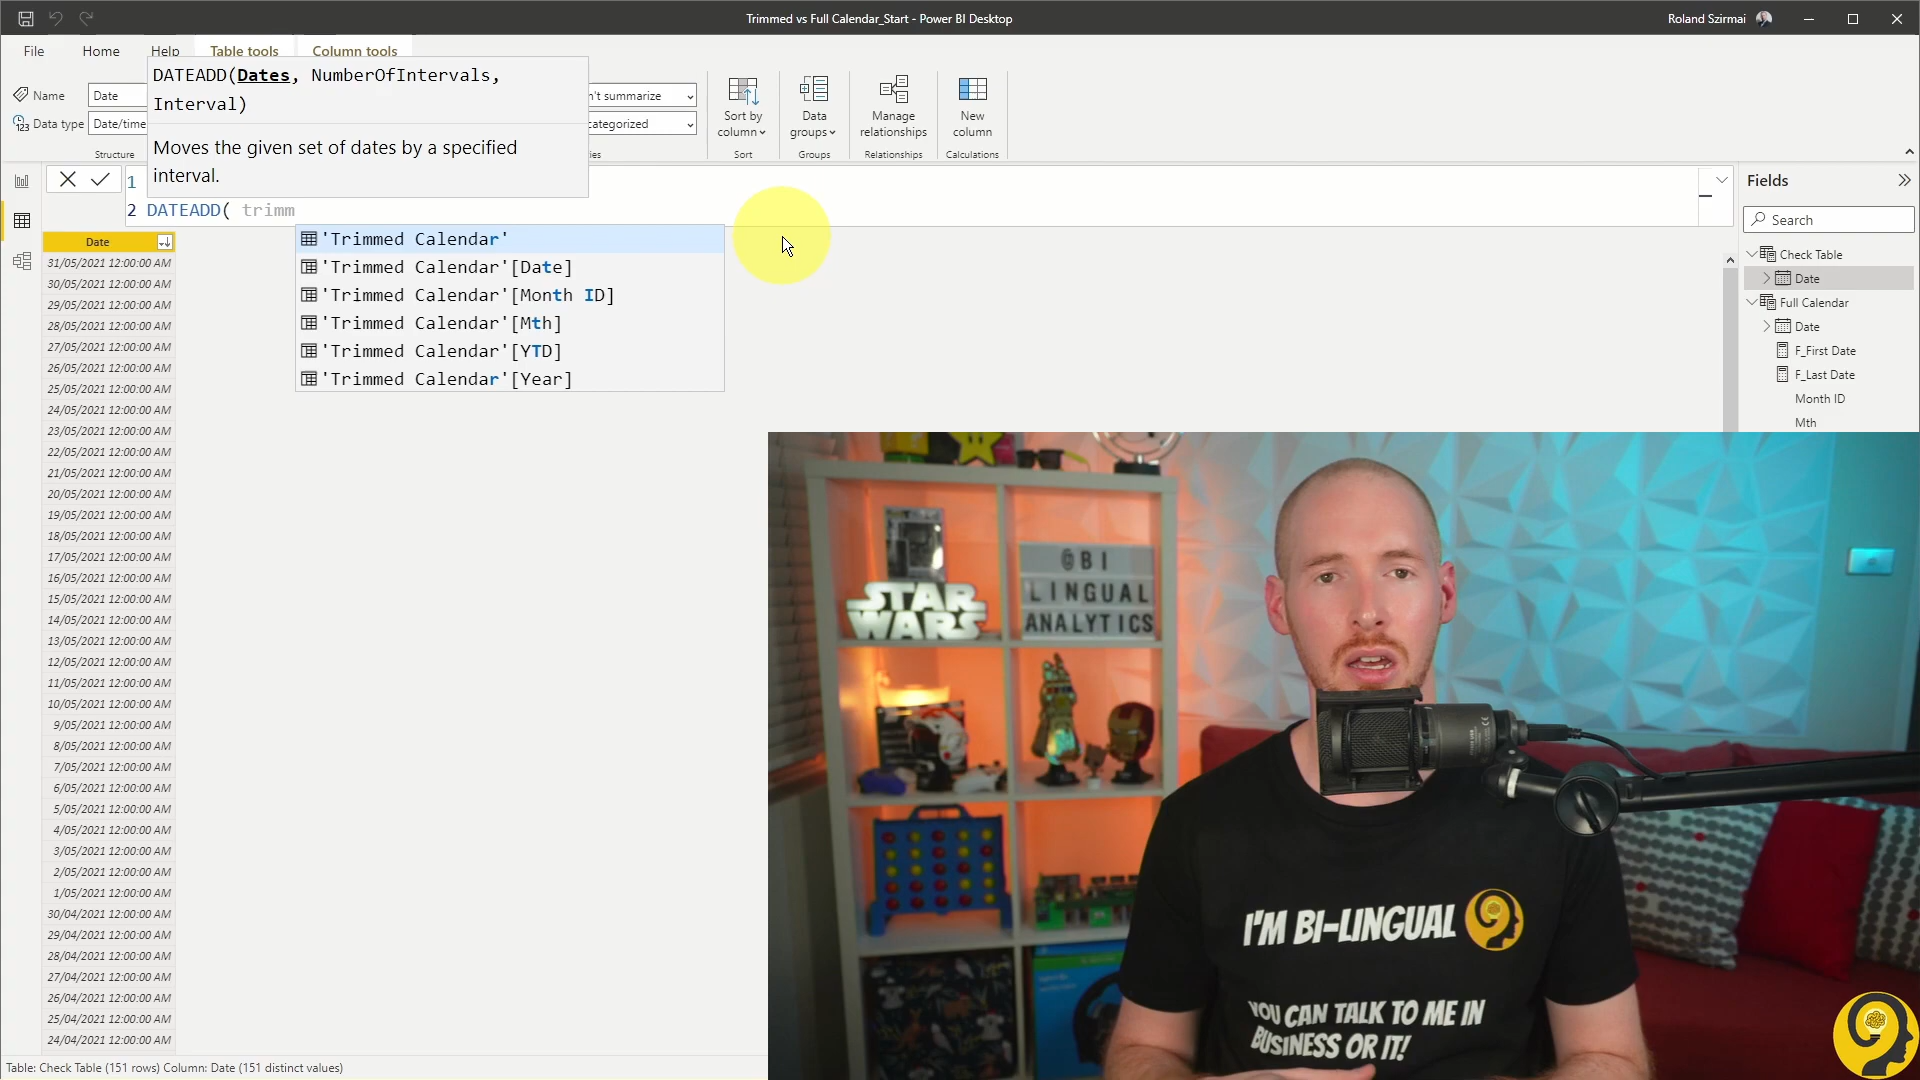 Trimmed vs Full Calendar_Start - Power BI Desktop
Roland Szirmai
File
Home
Help
Table tools
Column tools
Name
Date
Data type
Date/time
Structure
DATEADD(Dates, NumberOfIntervals,
Interval)
Moves the given set of dates by a specified
interval.
n't summarize
categorized
ies
Sort by
column
Sort
Data
groups
Groups
Manage
relationships
Relationships
New
column
Calculations
1
2 DATEADD( trimm
'Trimmed Calendar'
'Trimmed Calendar'[Date]
'Trimmed Calendar'[Month ID]
'Trimmed Calendar'[Mth]
'Trimmed Calendar'[YTD]
'Trimmed Calendar'[Year]
Date
31/05/2021 12:00:00 AM
30/05/2021 12:00:00 AM
29/05/2021 12:00:00 AM
28/05/2021 12:00:00 AM
27/05/2021 12:00:00 AM
26/05/2021 12:00:00 AM
25/05/2021 12:00:00 AM
24/05/2021 12:00:00 AM
23/05/2021 12:00:00 AM
22/05/2021 12:00:00 AM
21/05/2021 12:00:00 AM
20/05/2021 12:00:00 AM
19/05/2021 12:00:00 AM
18/05/2021 12:00:00 AM
17/05/2021 12:00:00 AM
16/05/2021 12:00:00 AM
15/05/2021 12:00:00 AM
14/05/2021 12:00:00 AM
13/05/2021 12:00:00 AM
12/05/2021 12:00:00 AM
11/05/2021 12:00:00 AM
10/05/2021 12:00:00 AM
9/05/2021 12:00:00 AM
8/05/2021 12:00:00 AM
7/05/2021 12:00:00 AM
6/05/2021 12:00:00 AM
5/05/2021 12:00:00 AM
4/05/2021 12:00:00 AM
3/05/2021 12:00:00 AM
2/05/2021 12:00:00 AM
1/05/2021 12:00:00 AM
30/04/2021 12:00:00 AM
29/04/2021 12:00:00 AM
28/04/2021 12:00:00 AM
27/04/2021 12:00:00 AM
26/04/2021 12:00:00 AM
25/04/2021 12:00:00 AM
24/04/2021 12:00:00 AM
Table: Check Table (151 rows) Column: Date (151 distinct values)
Fields
Search
Check Table
Date
Full Calendar
Date
F_First Date
F_Last Date
Month ID
Mth
STAR
WARS
@BI
LINGUAL
ANALYTICS
I'M BI-LINGUAL
YOU CAN TALK TO ME IN
BUSINESS OR IT!